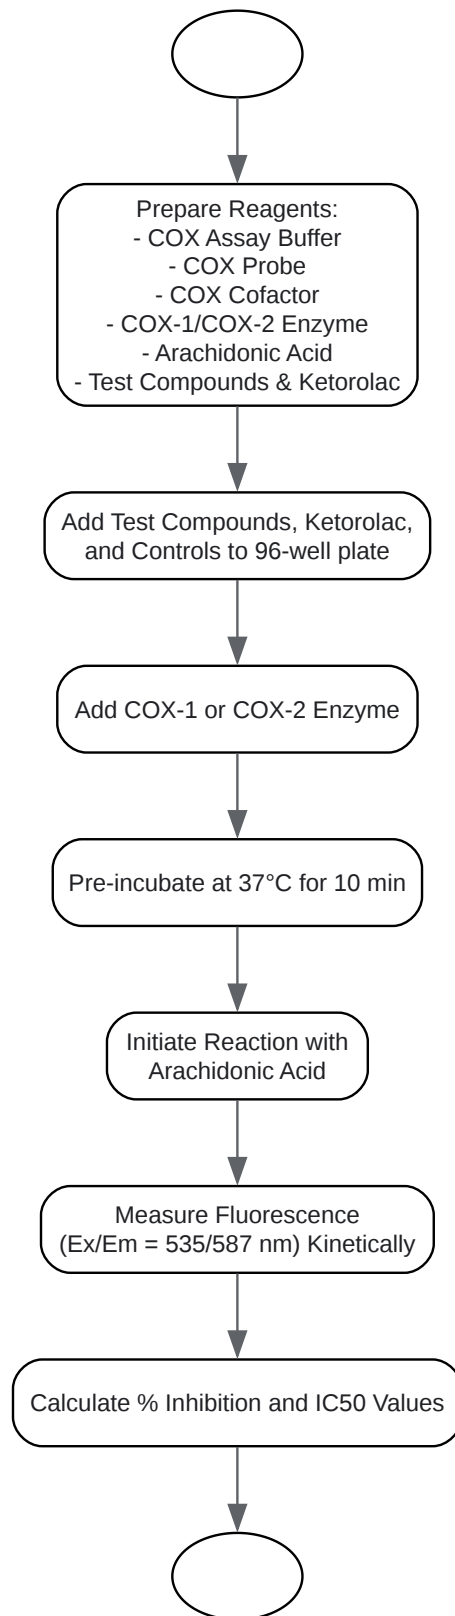 Prepare Reagents:
- COX Assay Buffer
- COX Probe
- COX Cofactor
- COX-1/COX-2 Enzyme
- Arachidonic Acid
- Test Compounds & Ketorolac
Add Test Compounds, Ketorolac,
and Controls to 96-well plate
Add COX-1 or COX-2 Enzyme
Pre-incubate at 37°C for 10 min
Initiate Reaction with
Arachidonic Acid
Measure Fluorescence
(Ex/Em = 535/587 nm) Kinetically
Calculate % Inhibition and IC50 Values